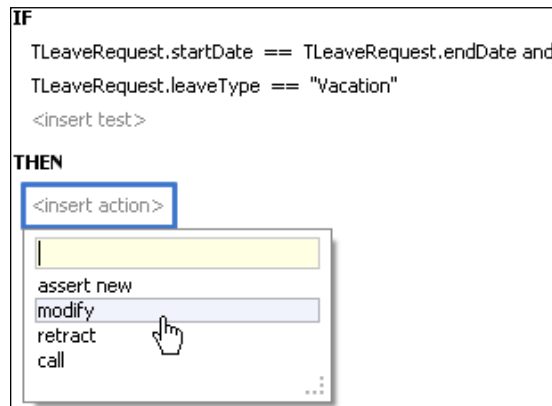 IF
TLeaveRequest.startDate == TLeaveRequest.endDate and
TLeaveRequest.leaveType == "Vacation"
<insert test>
THEN
<insert action>
assert new
modify
retract
call